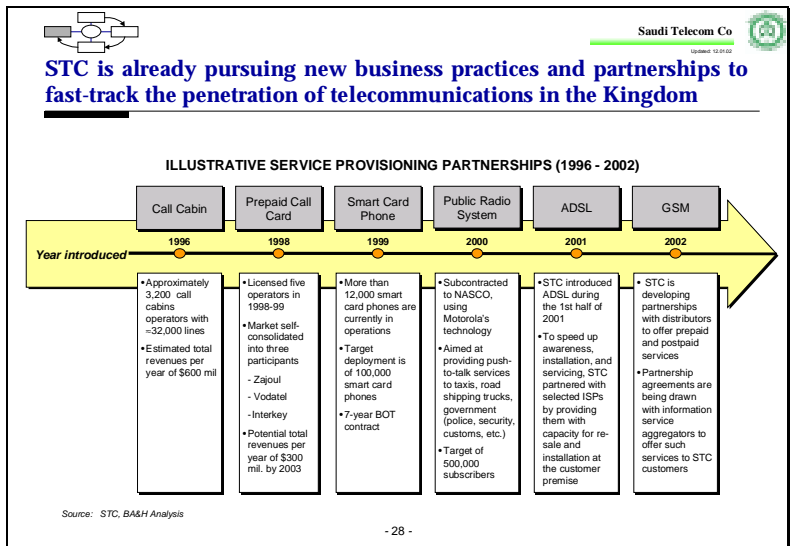 Saudi Telecom Co
Updated: 12.01.02
STC is already pursuing new business practices and partnerships to
fast-track the penetration of telecommunications in the Kingdom
ILLUSTRATIVE SERVICE PROVISIONING PARTNERSHIPS (1996 - 2002)
Call Cabin
Prepaid Call
Card
Smart Card
Phone
Public Radio
System
ADSL
GSM
Year introduced
1996
1998
1999
2000
2001
2002
•Approximately
3,200 call
cabins
operators with
≈32,000 lines
•Estimated total
revenues per
year of $600 mil
•Licensed five
operators in
1998-99
•Market self-
consolidated
into three
participants
- Zajoul
- Vodatel
-Interkey
•Potential total
revenues per
year of $300
mil. by 2003
•More than
12,000 smart
card phones are
currently in
operations
•Target
deployment is
of 100,000
smart card
phones
•7-year BOT
contract
•Subcontracted
to NASCO,
using
Motorola's
technology
•Aimed at
providing push-
to-talk services
to taxis, road
shipping trucks,
government
(police, security,
customs, etc.)
•Target of
500,000
subscribers
•STC introduced
ADSL during
the 1st half of
2001
•To speed up
awareness,
installation, and
servicing, STC
partnered with
selected ISPs
by providing
them with
capacity for re-
sale and
installation at
the customer
premise
• STC is
developing
partnerships
with distributors
to offer prepaid
and postpaid
services
•Partnership
agreements are
being drawn
with information
service
aggregators to
offer such
services to STC
customers
Source: STC, BA&H Analysis
- 28 -